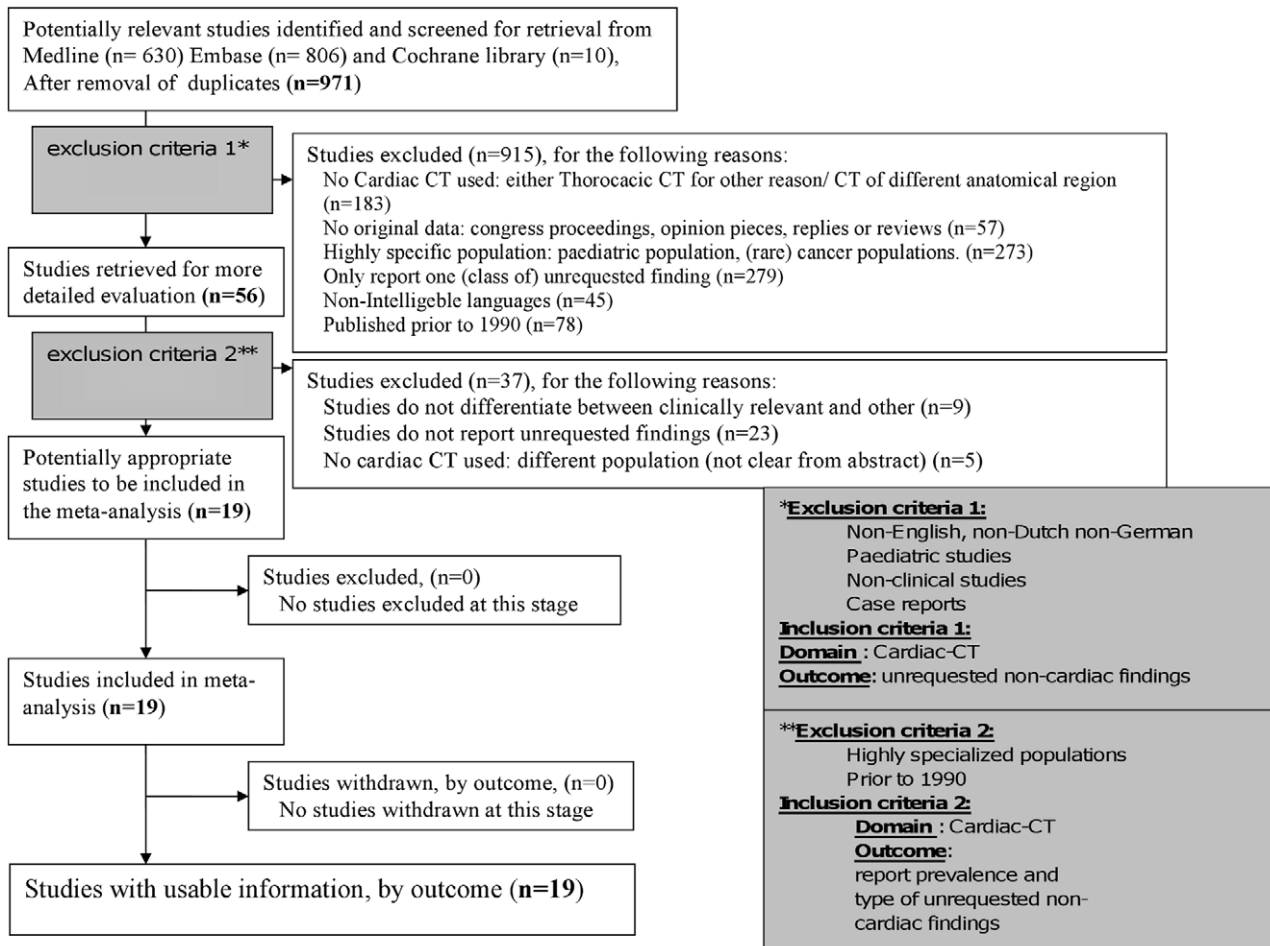 Potentially relevant studies identified and screened for retrieval from
Medline (n= 630) Embase (n= 806) and Cochrane library (n=10),
After removal of duplicates (n=971)
exclusion criteria 1*
Studies excluded (n=915), for the following reasons:
No Cardiac CT used: either Thorocacic CT for other reason/ CT of different anatomical region
(n=183)
No original data: congress proceedings, opinion pieces, replies or reviews (n=57)
Highly specific population: paediatric population, (rare) cancer populations. (n=273)
Only report one (class of) unrequested finding (n=279)
Non-Intelligeble languages (n=45)
Published prior to 1990 (n=78)
Studies retrieved for more
detailed evaluation (n=56)
exclusion criteria 2**
Studies excluded (n=37), for the following reasons:
Studies do not differentiate between clinically relevant and other (n=9)
Studies do not report unrequested findings (n=23)
No cardiac CT used: different population (not clear from abstract) (n=5)
Potentially appropriate
studies to be included in
the meta-analysis (n=19)
Studies excluded, (n=0)
No studies excluded at this stage
Studies included in meta-
analysis (n=19)
Studies withdrawn, by outcome, (n=0)
No studies withdrawn at this stage
Studies with usable information, by outcome (n=19)
*Exclusion criteria 1:
Non-English, non-Dutch non-German
Paediatric studies
Non-clinical studies
Case reports
Inclusion criteria 1:
Domain : Cardiac-CT
Outcome: unrequested non-cardiac findings
**Exclusion criteria 2:
Highly specialized populations
Prior to 1990
Inclusion criteria 2:
Domain : Cardiac-CT
Outcome:
report prevalence and
type of unrequested non-
cardiac findings